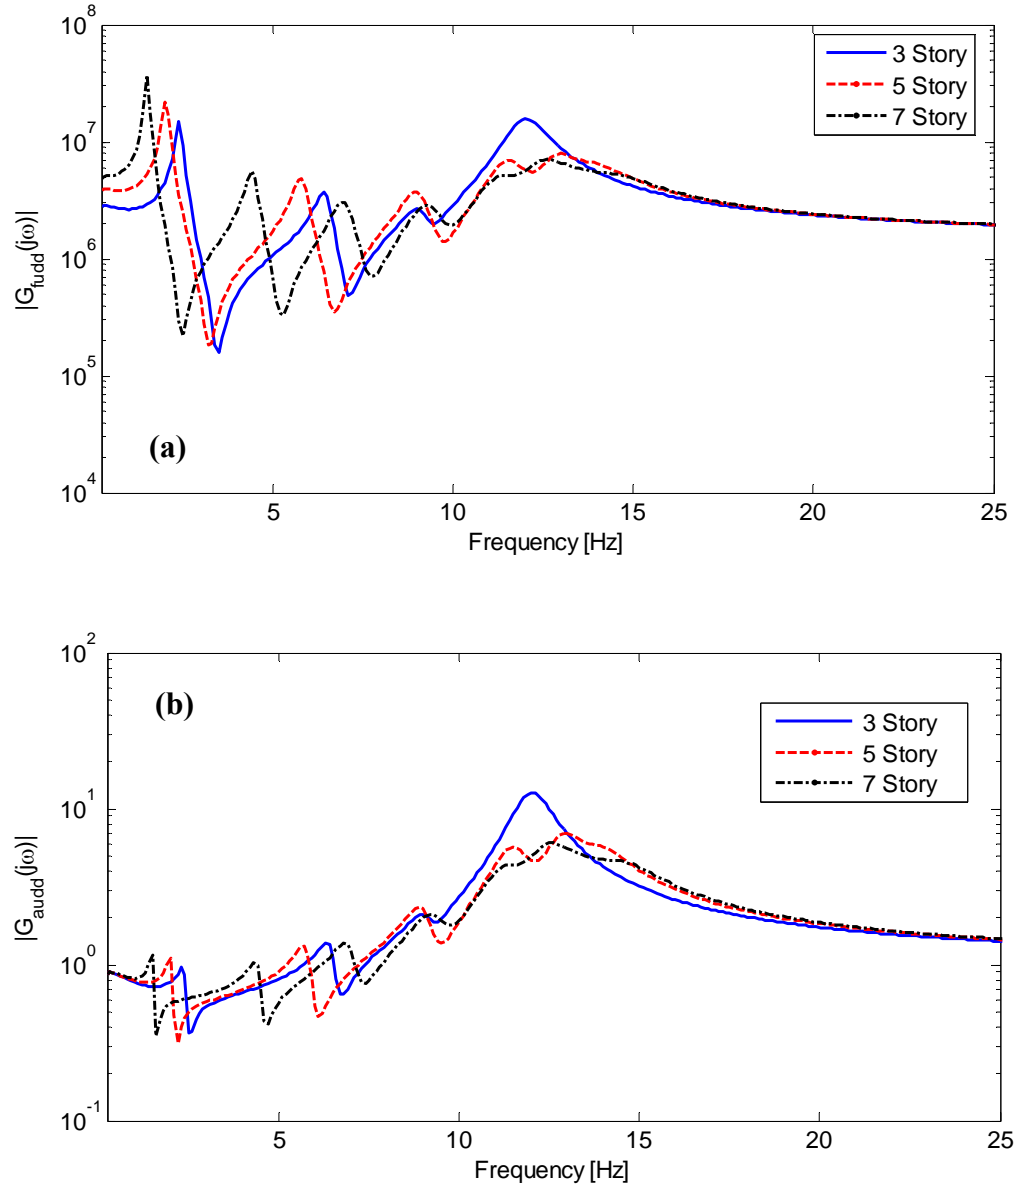 10^8
3 Story
5 Story
7 Story
10^7
|G_fudd(jω)|
10^6
10^5
(a)
10^4
5 10 15 20 25
Frequency [Hz]
10^2
(b)
3 Story
5 Story
7 Story
10^1
|G_audd(jω)|
10^0
10^-1
5 10 15 20 25
Frequency [Hz]